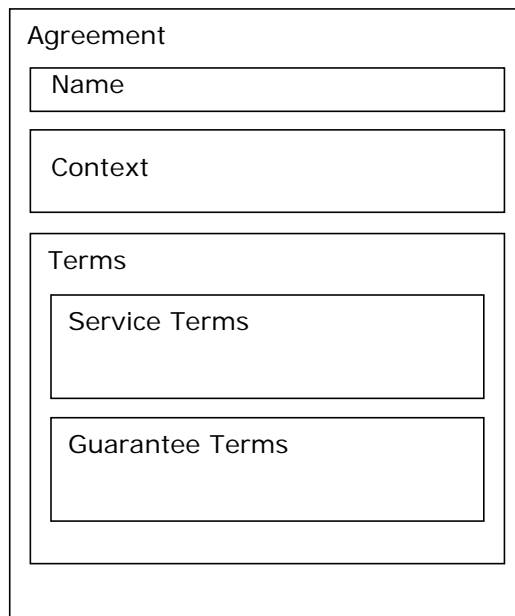 Agreement
Name
Context
Terms
Service Terms
Guarantee Terms